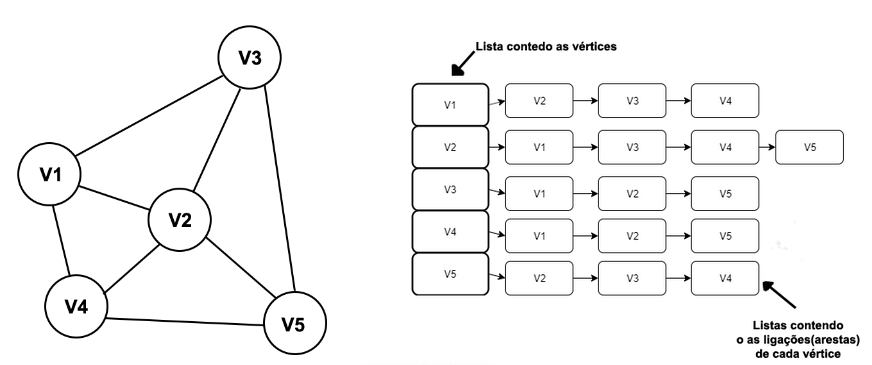 V3
V1
V2
V4
V5
Lista contedo as vértices
V1 V2 V3 V4
V2 V1 V3 V4 V5
V3 V1 V2 V5
V4 V1 V2 V5
V5 V2 V3 V4
Listas contendo
o as ligações(arestas)
de cada vértice